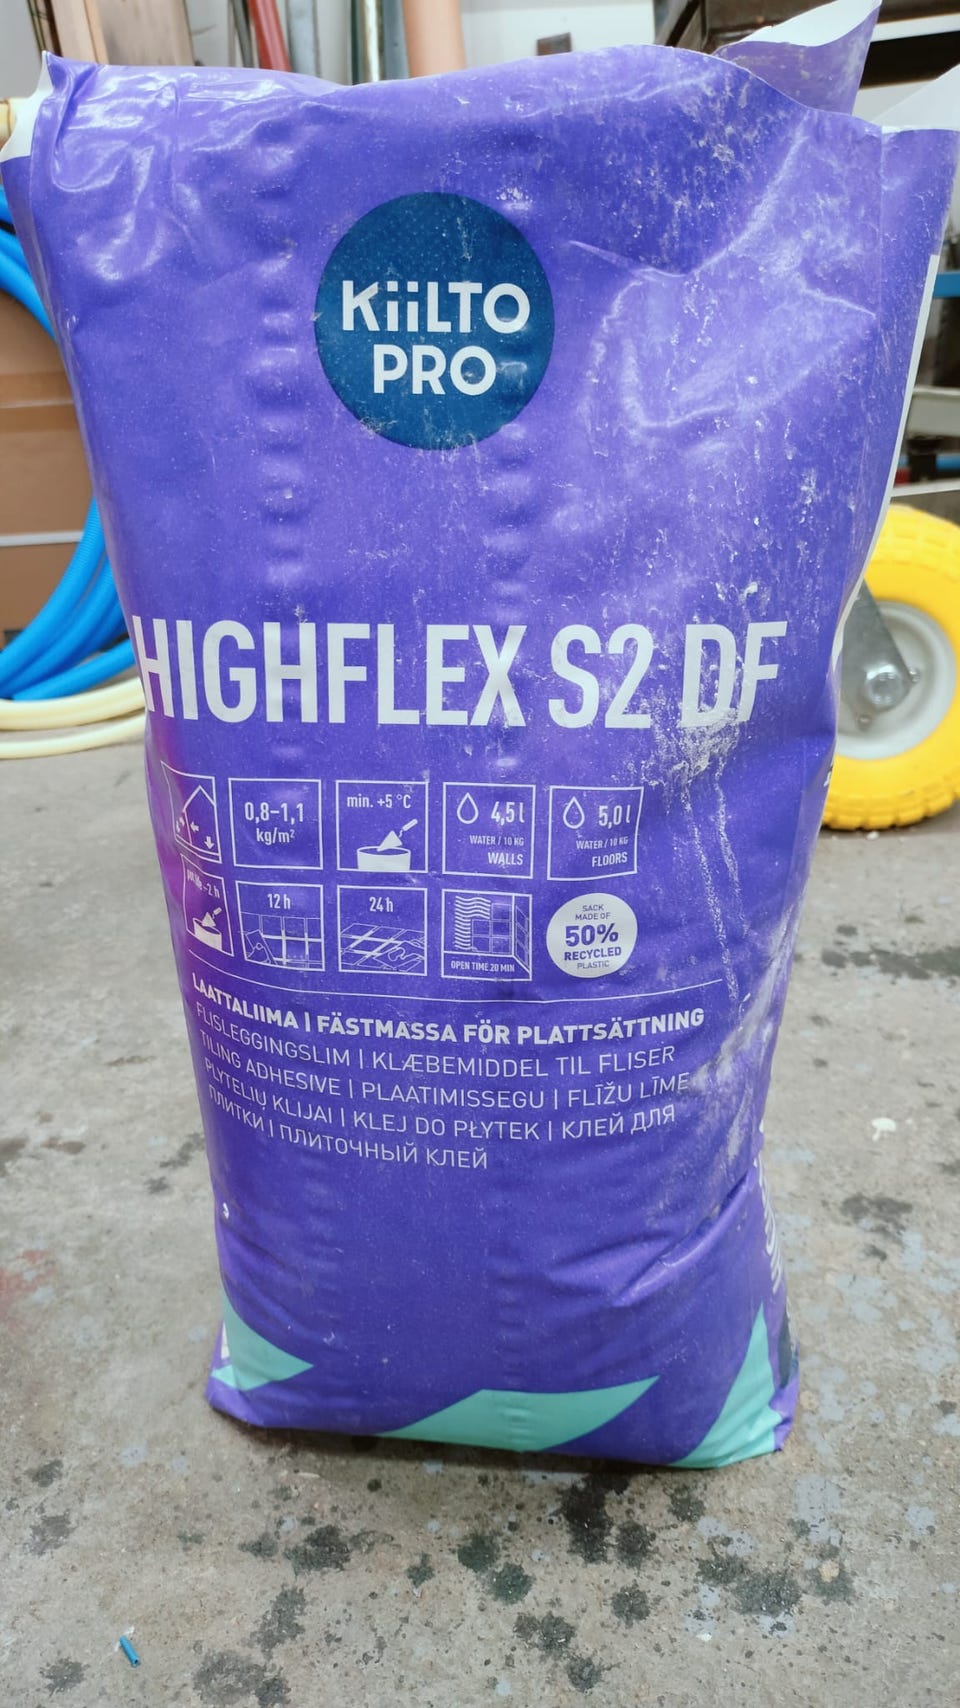 KiiLTO
PRO
HIGHFLEX S2 DF
0,8–1,1
kg/m²
min. +5 °C
4,5 l
WATER / 10 KG
WALLS
5,0 l
WATER / 10 KG
FLOORS
pot life ~2 h
12 h
24 h
OPEN TIME 20 MIN
SACK
MADE OF
50%
RECYCLED
PLASTIC
LAATTALIIMA | FÄSTMASSA FÖR PLATTSÄTTNING
FLISLEGGINGSLIM | KLÆBEMIDDEL TIL FLISER
TILING ADHESIVE | PLAATIMISSEGU | FLĪŽU LĪME
PLYTELIŲ KLIJAI | KLEJ DO PŁYTEK | КЛЕЙ ДЛЯ
ПЛИТКИ | ПЛИТОЧНЫЙ КЛЕЙ